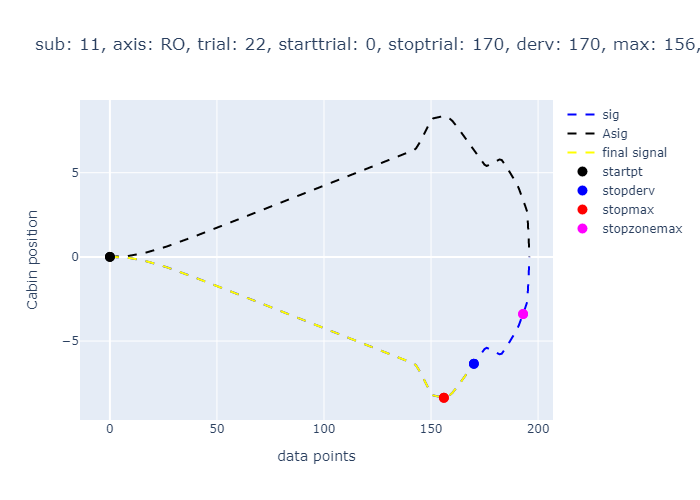 sub: 11, axis: RO, trial: 22, starttrial: 0, stoptrial: 170, derv: 170, max: 156,
sig
Asig
final signal
startpt
stopderv
stopmax
stopzonemax
Cabin position
5
0
−5
0
50
100
150
200
data points